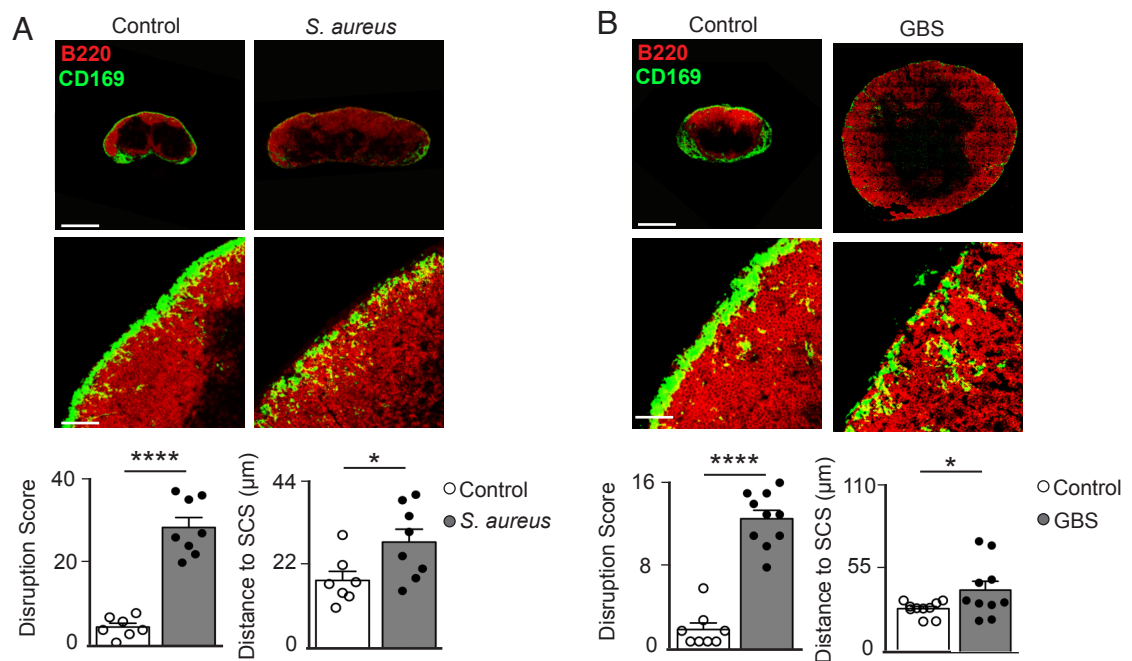 A
Control
S. aureus
B220
CD169
Disruption Score
40
20
0
****
Distance to SCS (µm)
44
22
0
*
Control
S. aureus
B
Control
GBS
B220
CD169
Disruption Score
16
8
0
****
Distance to SCS (µm)
110
55
0
*
Control
GBS